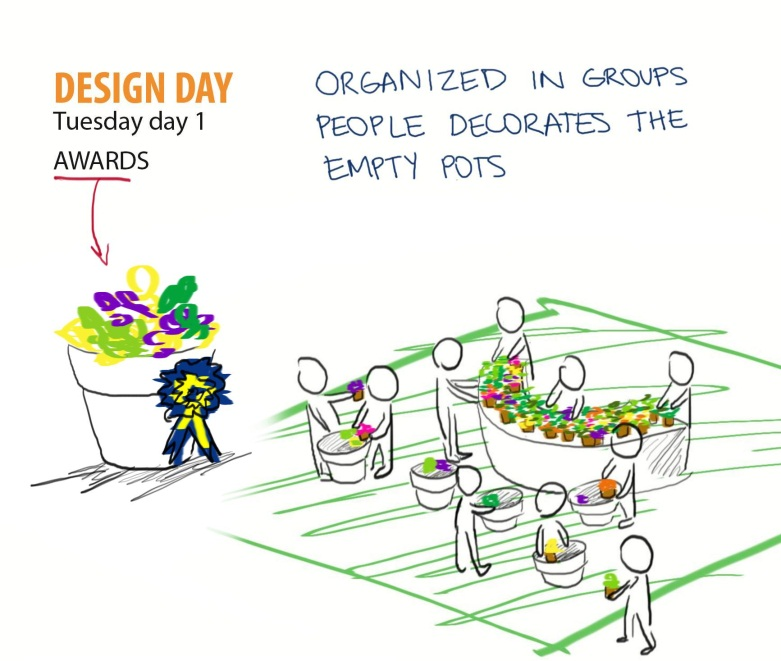 DESIGN DAY
Tuesday day 1
AWARDS
ORGANIZED IN GROUPS
PEOPLE DECORATES THE
EMPTY POTS